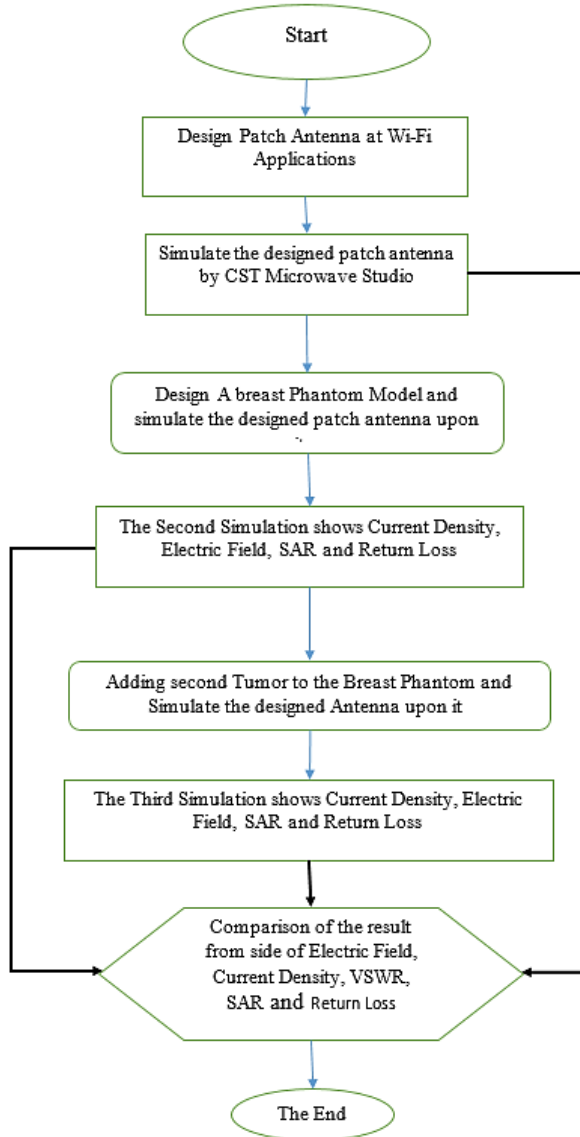 Start
Design Patch Antenna at Wi-Fi
Applications
Simulate the designed patch antenna
by CST Microwave Studio
Design A breast Phantom Model and
simulate the designed patch antenna upon
The Second Simulation shows Current Density,
Electric Field, SAR and Return Loss
Adding second Tumor to the Breast Phantom and
Simulate the designed Antenna upon it
The Third Simulation shows Current Density, Electric
Field, SAR and Return Loss
Comparison of the result
from side of Electric Field,
Current Density, VSWR,
SAR and Return Loss
The End